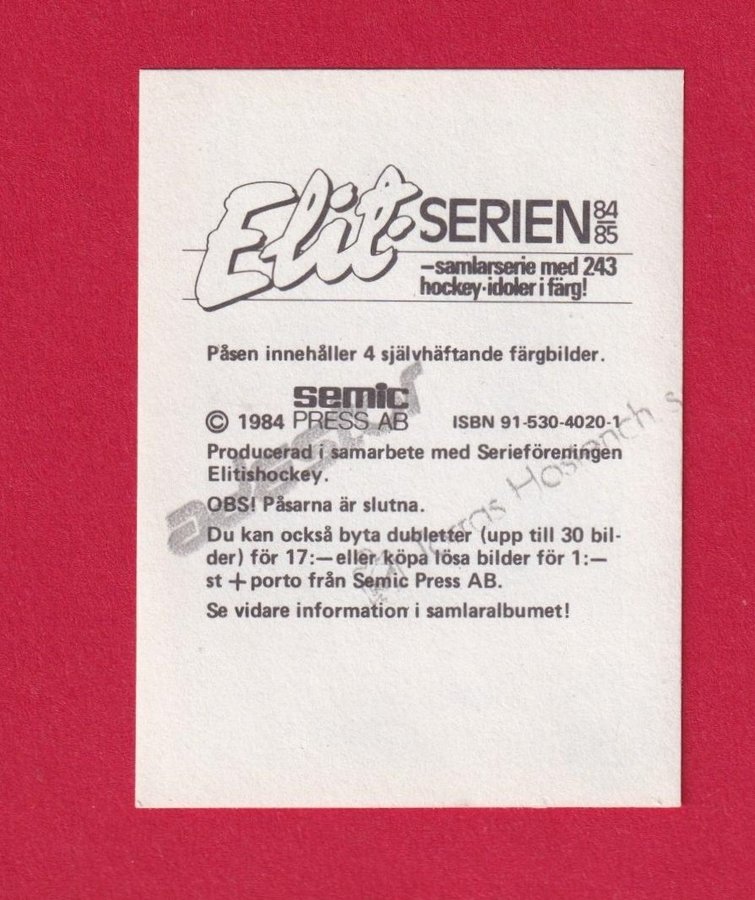 Elit-SERIEN 84/85
–samlarserie med 243
hockey-idoler i färg!
Påsen innehåller 4 självhäftande färgbilder.
semic
© 1984 PRESS AB ISBN 91-530-4020-1
Producerad i samarbete med Serieföreningen
Elitishockey.
OBS! Påsarna är slutna.
Du kan också byta dubletter (upp till 30 bil-
der) för 17:— eller köpa lösa bilder för 1:—
st + porto från Semic Press AB.
Se vidare information i samlaralbumet!